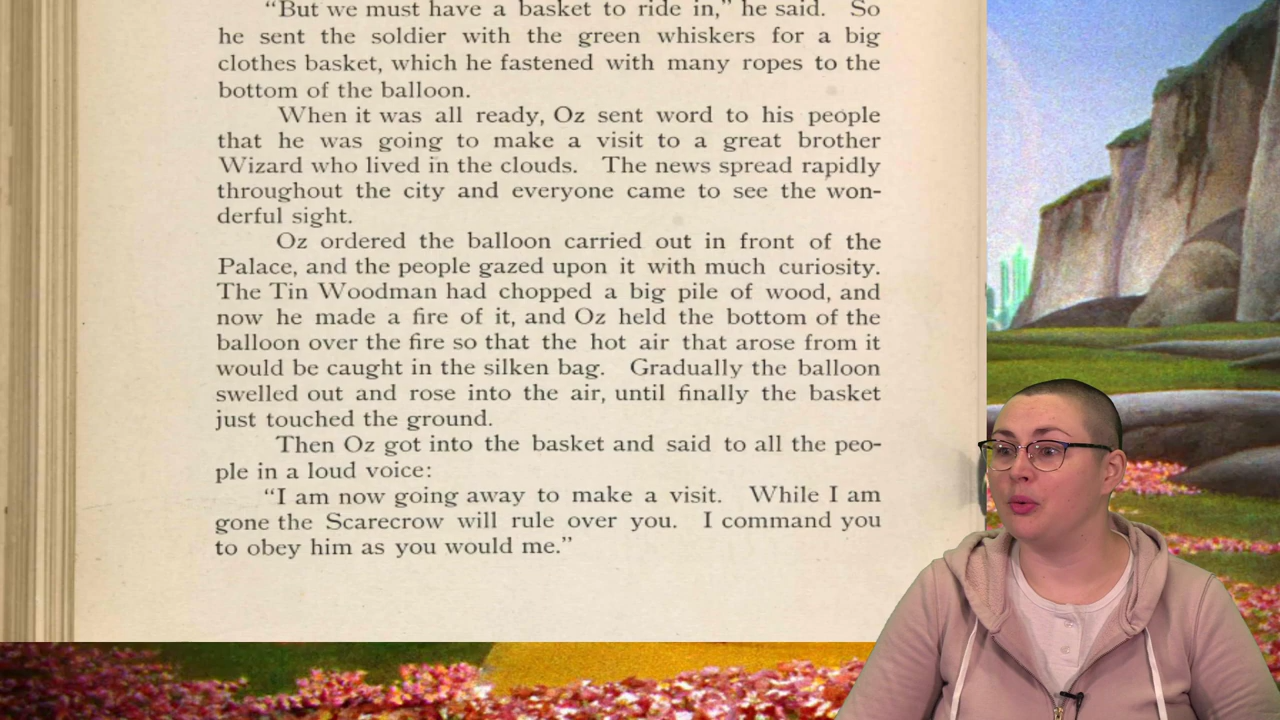 “But we must have a basket to ride in,” he said. So
he sent the soldier with the green whiskers for a big
clothes basket, which he fastened with many ropes to the
bottom of the balloon.
When it was all ready, Oz sent word to his people
that he was going to make a visit to a great brother
Wizard who lived in the clouds. The news spread rapidly
throughout the city and everyone came to see the won-
derful sight.
Oz ordered the balloon carried out in front of the
Palace, and the people gazed upon it with much curiosity.
The Tin Woodman had chopped a big pile of wood, and
now he made a fire of it, and Oz held the bottom of the
balloon over the fire so that the hot air that arose from it
would be caught in the silken bag. Gradually the balloon
swelled out and rose into the air, until finally the basket
just touched the ground.
Then Oz got into the basket and said to all the peo-
ple in a loud voice:
“I am now going away to make a visit. While I am
gone the Scarecrow will rule over you. I command you
to obey him as you would me.”